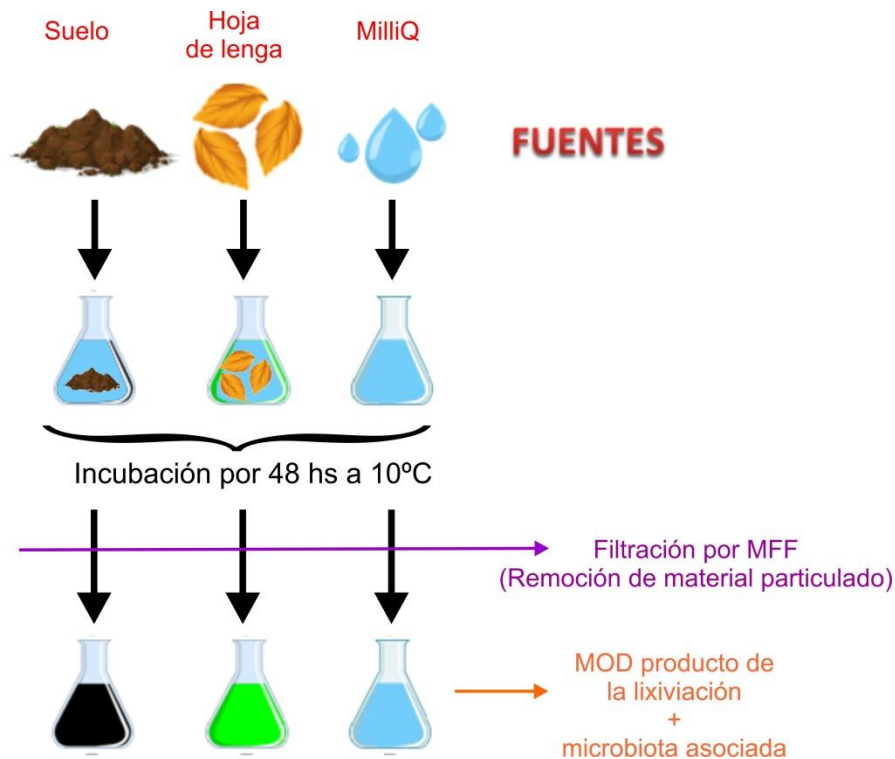 Suelo
Hoja
de lenga
MilliQ
FUENTES
Incubación por 48 hs a 10ºC
Filtración por MFF
(Remoción de material particulado)
MOD producto de
la lixiviación
+
microbiota asociada